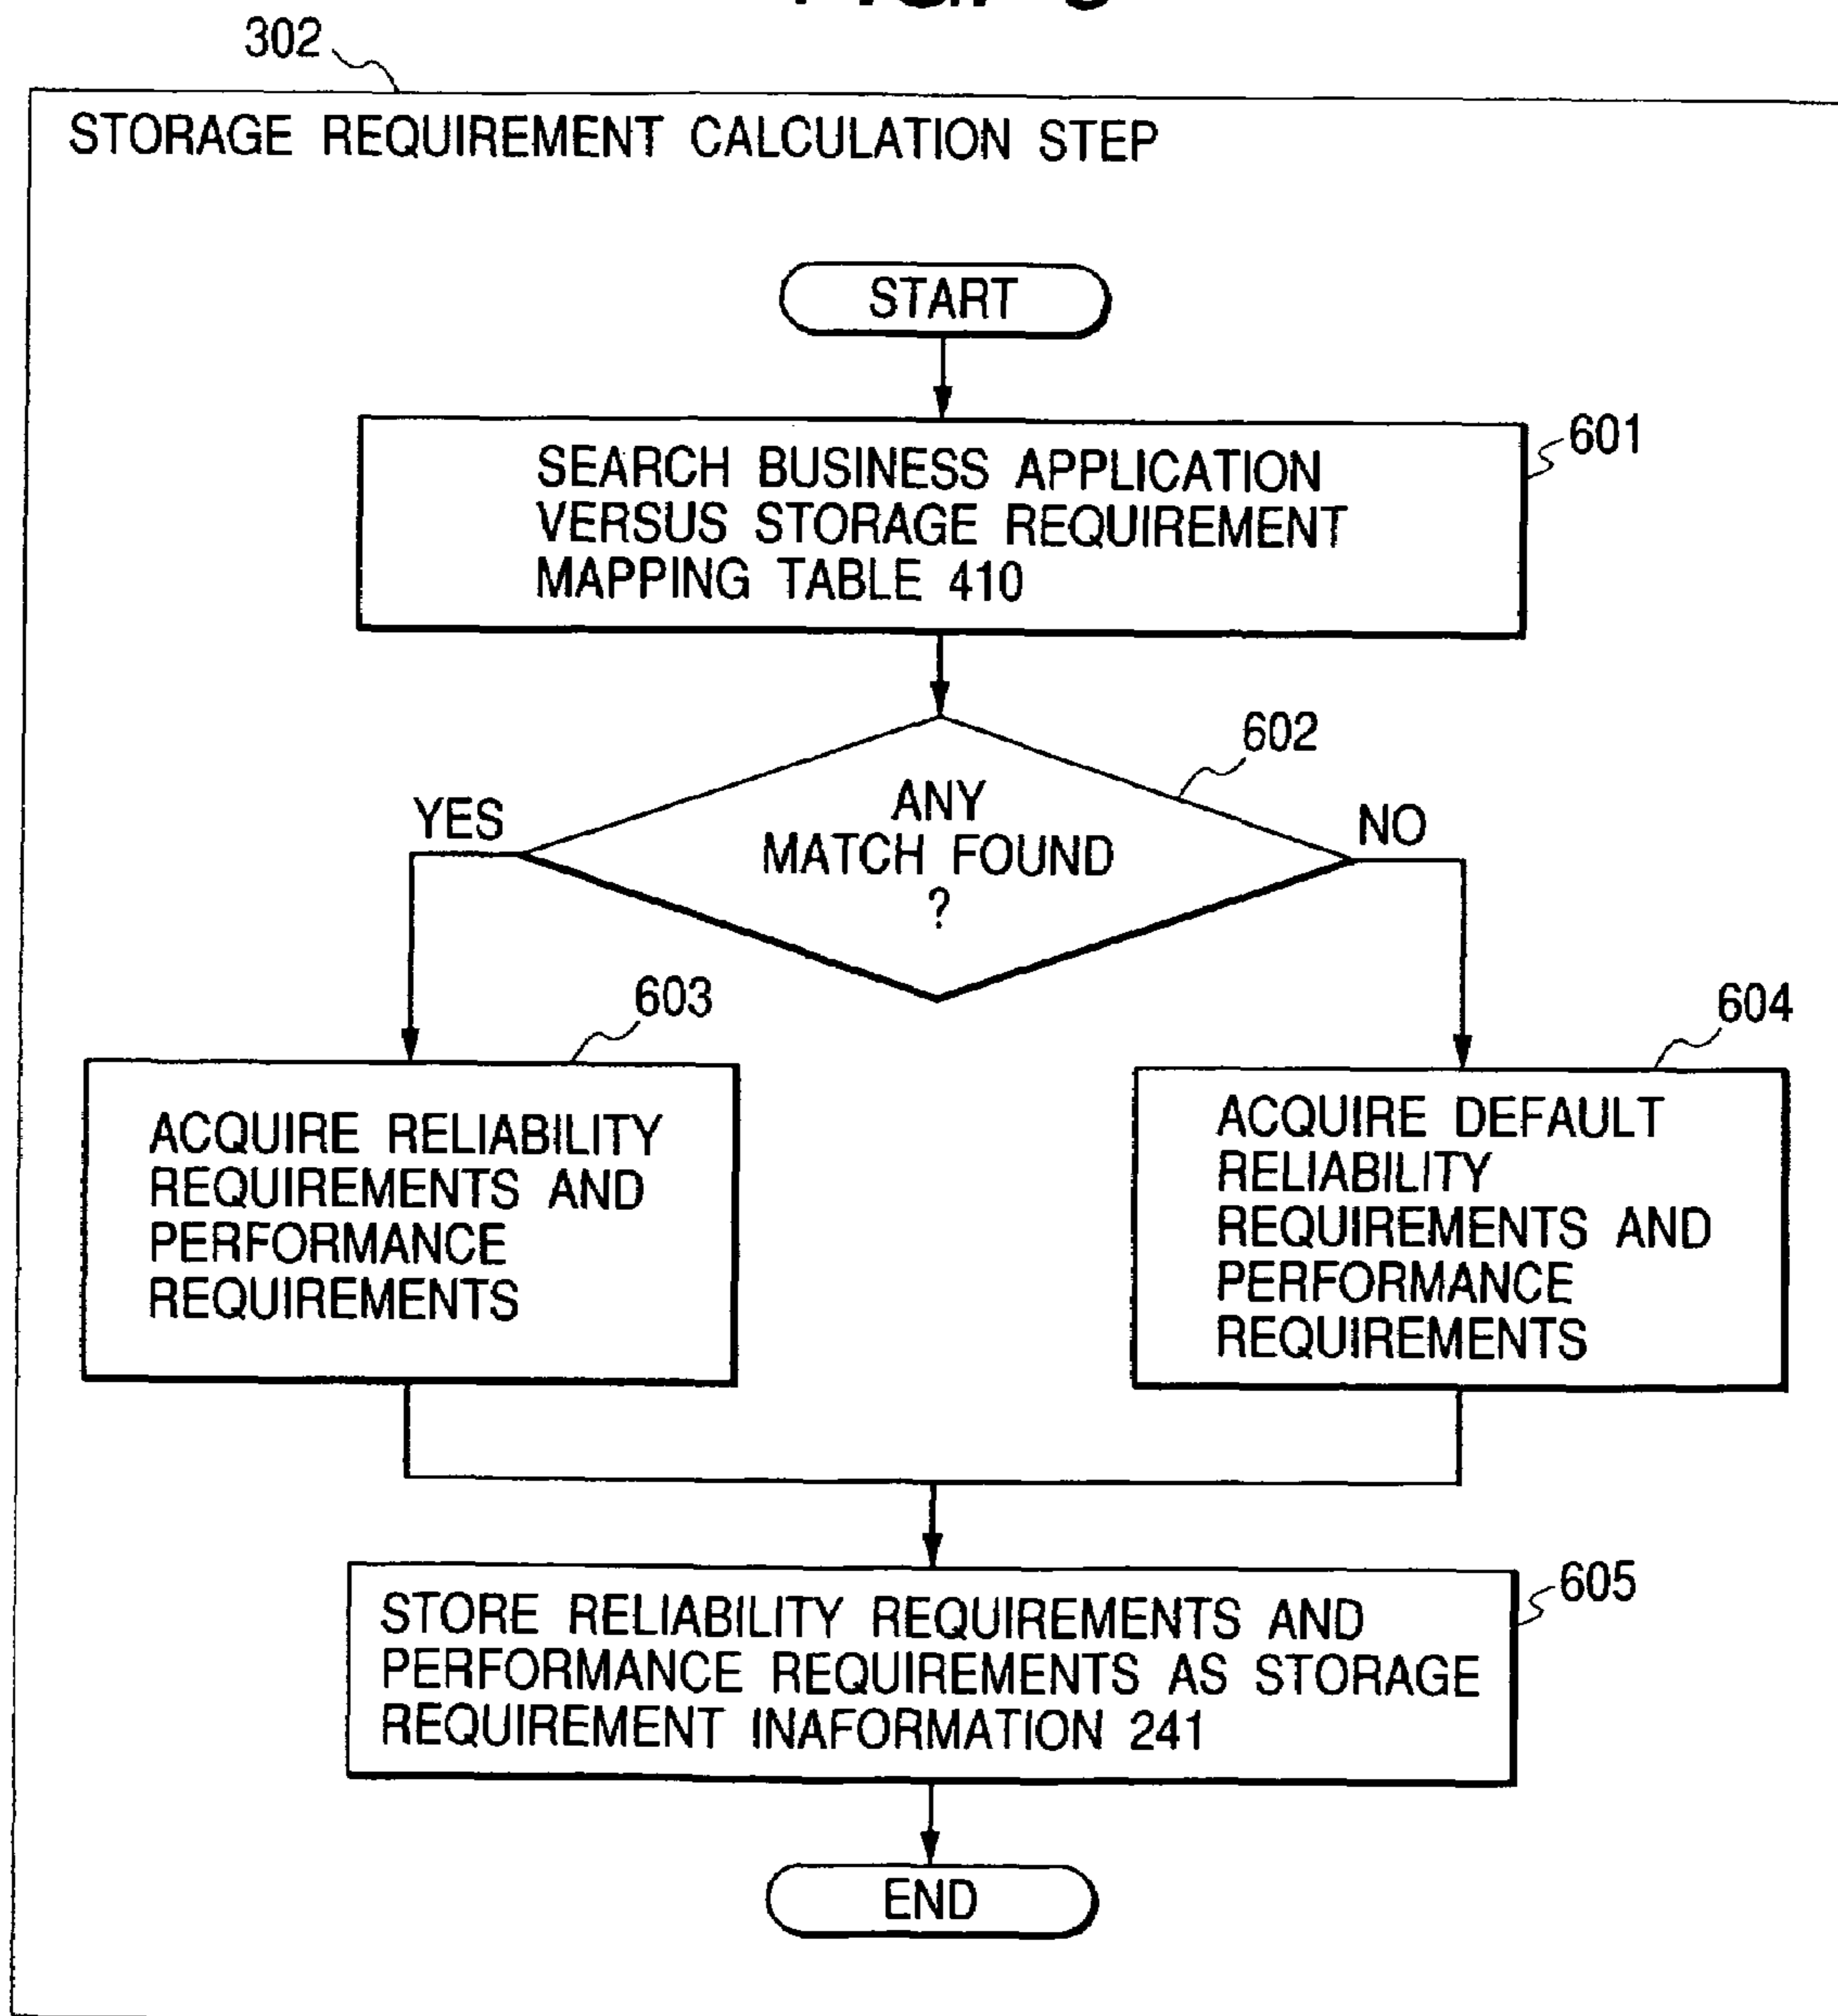 302
STORAGE REQUIREMENT CALCULATION STEP
START
601
SEARCH BUSINESS APPLICATION
VERSUS STORAGE REQUIREMENT
MAPPING TABLE 410
602
ANY
MATCH FOUND
?
YES
NO
603
ACQUIRE RELIABILITY
REQUIREMENTS AND
PERFORMANCE
REQUIREMENTS
604
ACQUIRE DEFAULT
RELIABILITY
REQUIREMENTS AND
PERFORMANCE
REQUIREMENTS
605
STORE RELIABILITY REQUIREMENTS AND
PERFORMANCE REQUIREMENTS AS STORAGE
REQUIREMENT INAFORMATION 241
END